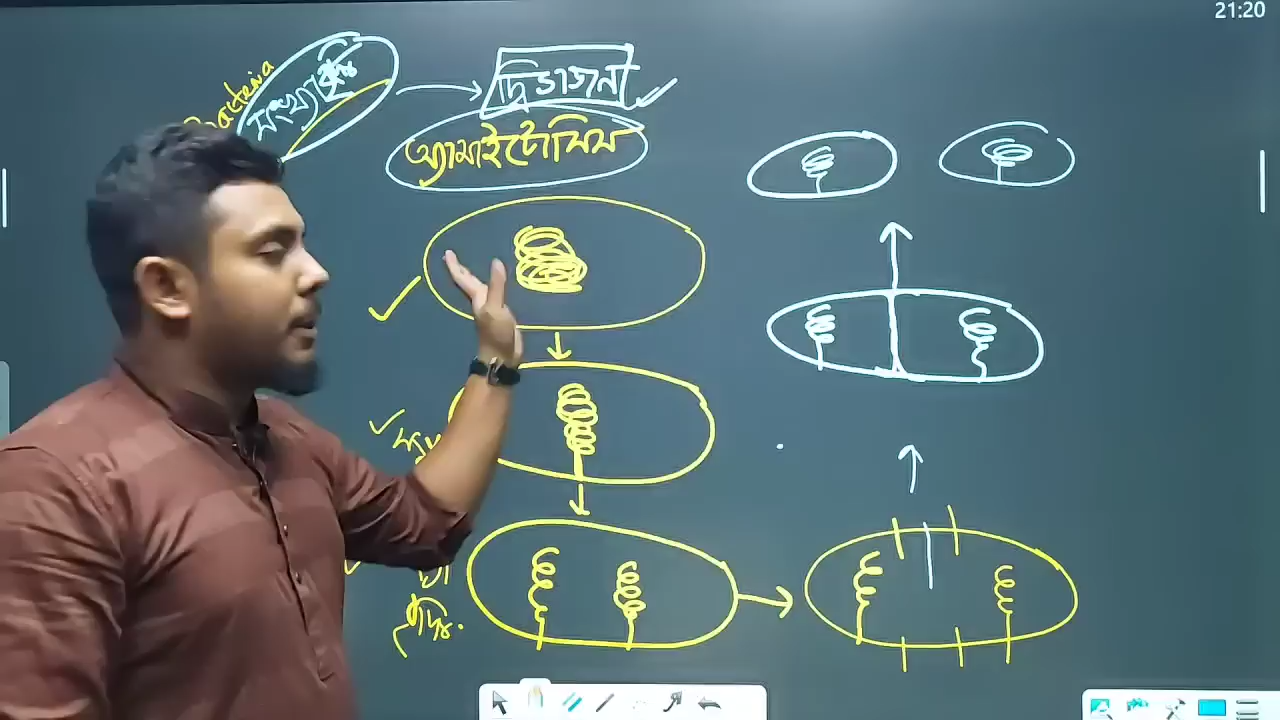 21:20
Bacteria
সংখ্যাবৃদ্ধি
দ্বিভাজন
অ্যামাইটোসিস